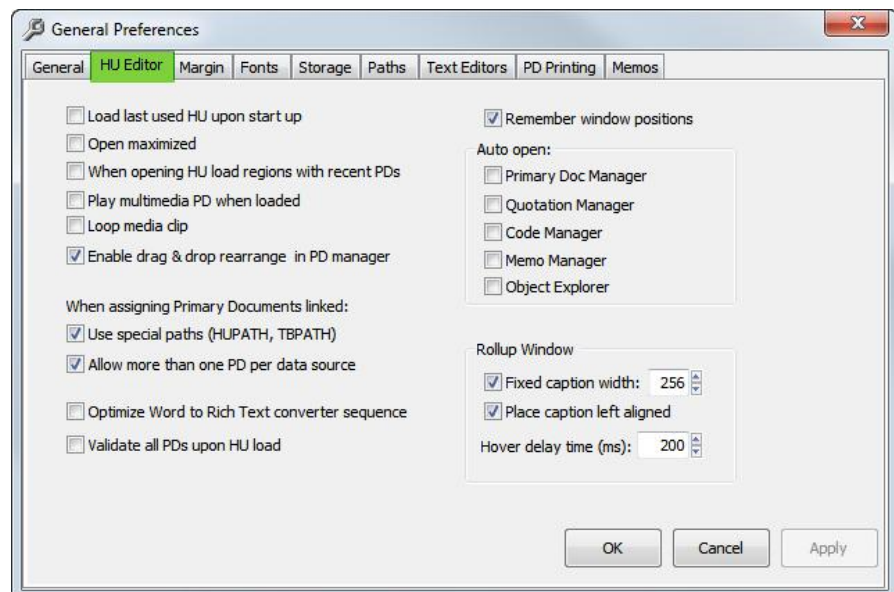 General Preferences
General HU Editor Margin Fonts Storage Paths Text Editors PD Printing Memos
Load last used HU upon start up
Open maximized
When opening HU load regions with recent PDs
Play multimedia PD when loaded
Loop media clip
Enable drag & drop rearrange in PD manager
When assigning Primary Documents linked:
Use special paths (HUPATH, TBPATH)
Allow more than one PD per data source
Optimize Word to Rich Text converter sequence
Validate all PDs upon HU load
Remember window positions
Auto open:
Primary Doc Manager
Quotation Manager
Code Manager
Memo Manager
Object Explorer
Rollup Window
Fixed caption width: 256
Place caption left aligned
Hover delay time (ms): 200
OK Cancel Apply